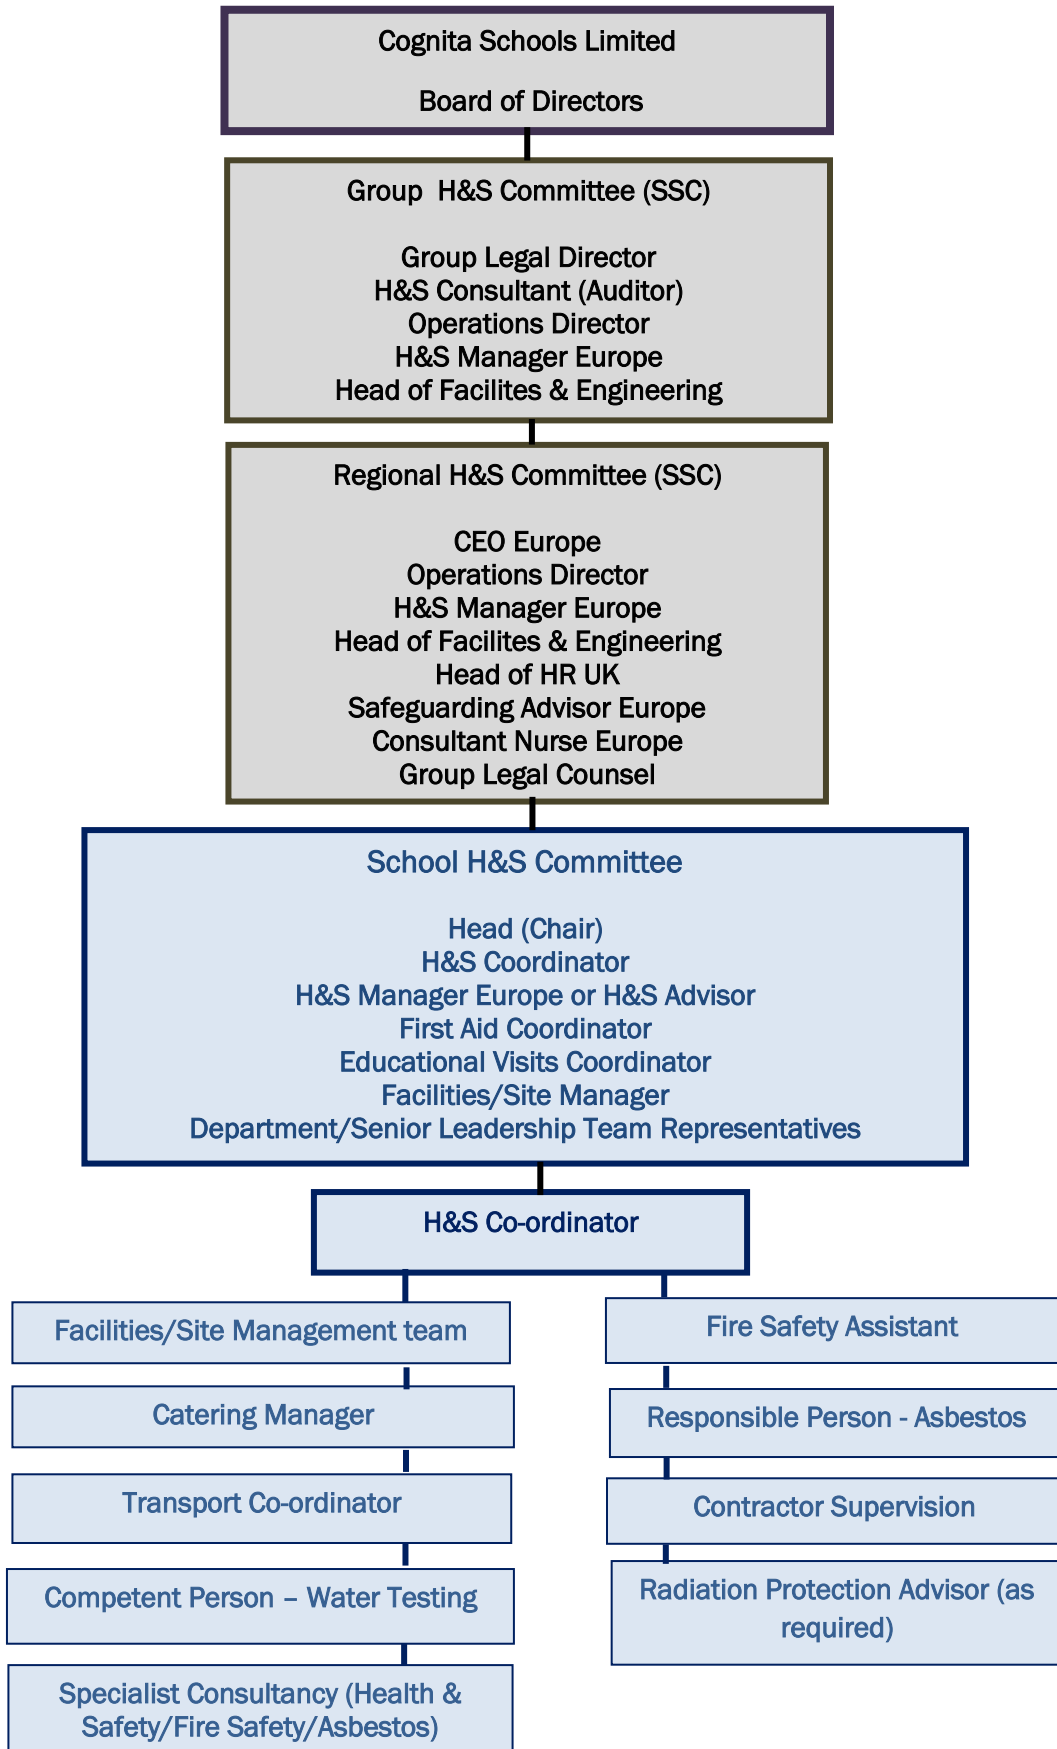 Cognita Schools Limited
Board of Directors
Group H&S Committee (SSC)
Group Legal Director
H&S Consultant (Auditor)
Operations Director
H&S Manager Europe
Head of Facilites & Engineering
Regional H&S Committee (SSC)
CEO Europe
Operations Director
H&S Manager Europe
Head of Facilites & Engineering
Head of HR UK
Safeguarding Advisor Europe
Consultant Nurse Europe
Group Legal Counsel
School H&S Committee
Head (Chair)
H&S Coordinator
H&S Manager Europe or H&S Advisor
First Aid Coordinator
Educational Visits Coordinator
Facilities/Site Manager
Department/Senior Leadership Team Representatives
H&S Co-ordinator
Facilities/Site Management team
Catering Manager
Transport Co-ordinator
Competent Person – Water Testing
Specialist Consultancy (Health &
Safety/Fire Safety/Asbestos)
Fire Safety Assistant
Responsible Person - Asbestos
Contractor Supervision
Radiation Protection Advisor (as
required)